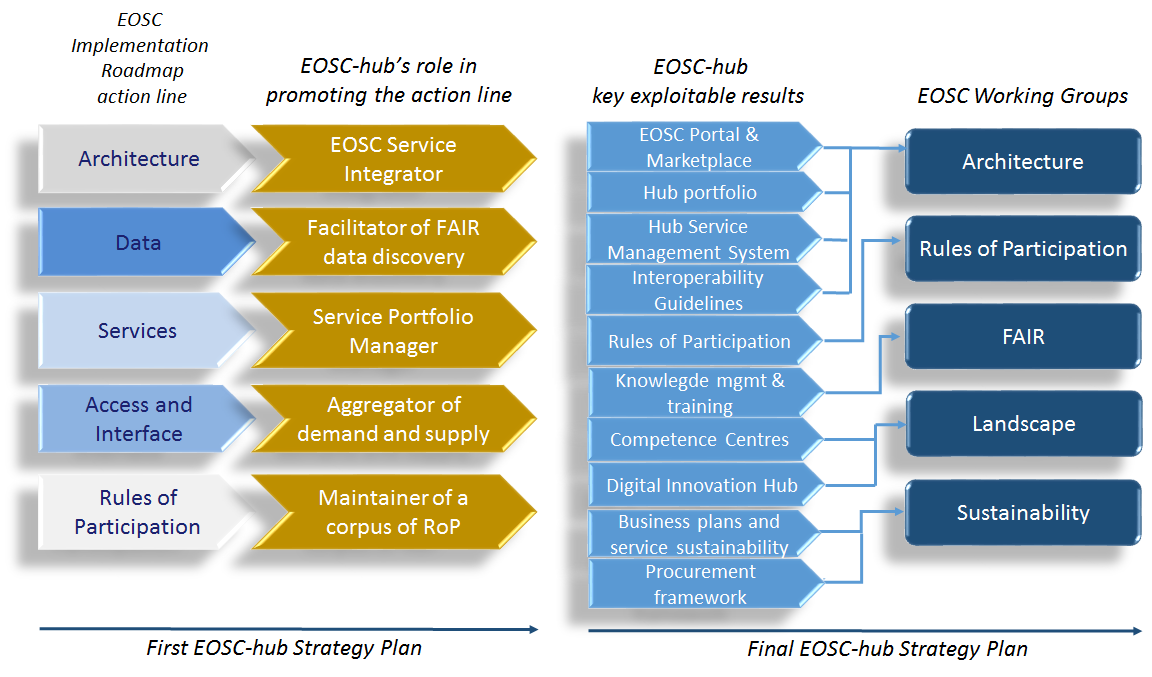 EOSC
Implementation
Roadmap
action line
EOSC-hub's role in
promoting the action line
Architecture
EOSC Service
Integrator
Data
Facilitator of FAIR
data discovery
Services
Service Portfolio
Manager
Access and
Interface
Aggregator of
demand and supply
Rules of
Participation
Maintainer of a
corpus of RoP
First EOSC-hub Strategy Plan
EOSC-hub
key exploitable results
EOSC Working Groups
EOSC Portal &
Marketplace
Hub portfolio
Hub Service
Management System
Interoperability
Guidelines
Rules of Participation
Knowlegde mgmt &
training
Competence Centres
Digital Innovation Hub
Business plans and
service sustainability
Procurement
framework
Architecture
Rules of Participation
FAIR
Landscape
Sustainability
Final EOSC-hub Strategy Plan